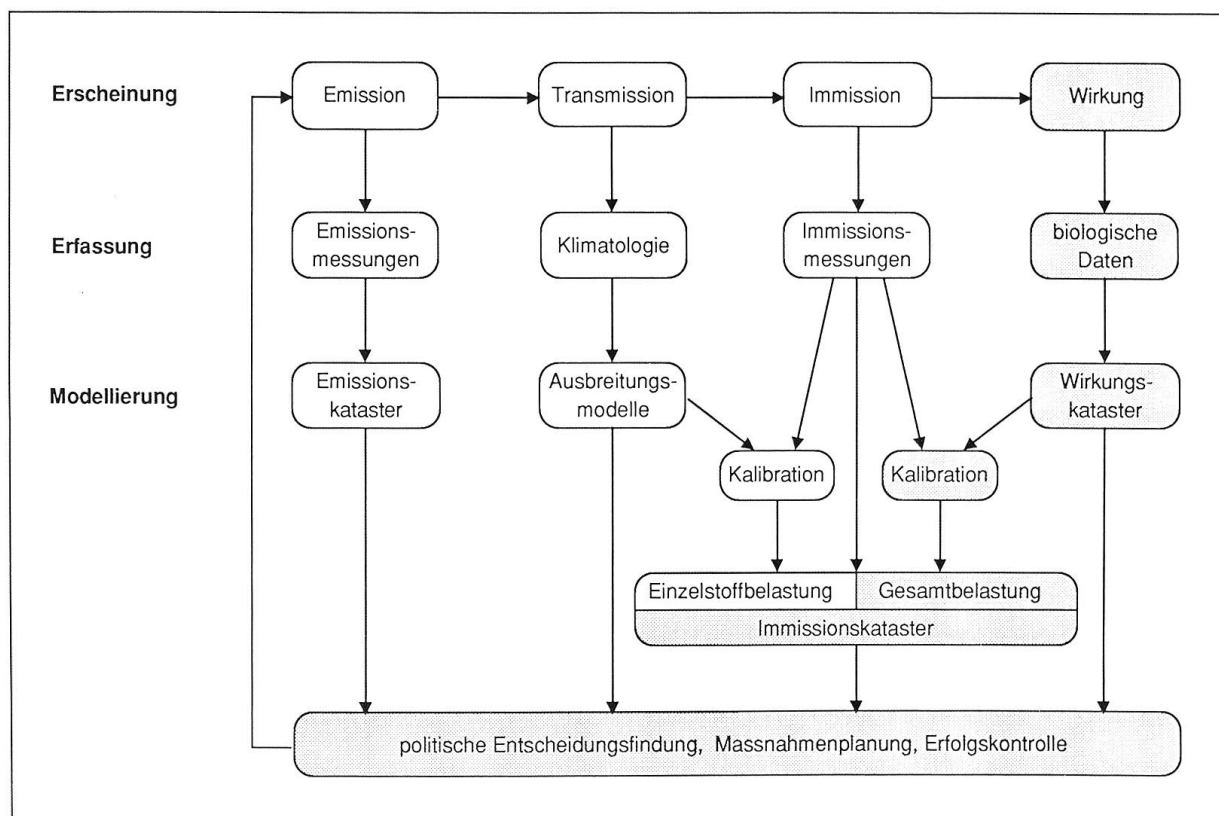 Erscheinung
Emission
Transmission
Immission
Wirkung
Erfassung
Emissions-
messungen
Klimatologie
Immissions-
messungen
biologische
Daten
Modellierung
Emissions-
kataster
Ausbreitungs-
modelle
Wirkungs-
kataster
Kalibration
Kalibration
Einzelstoffbelastung
Gesamtbelastung
Immissionskataster
politische Entscheidungsfindung, Massnahmenplanung, Erfolgskontrolle